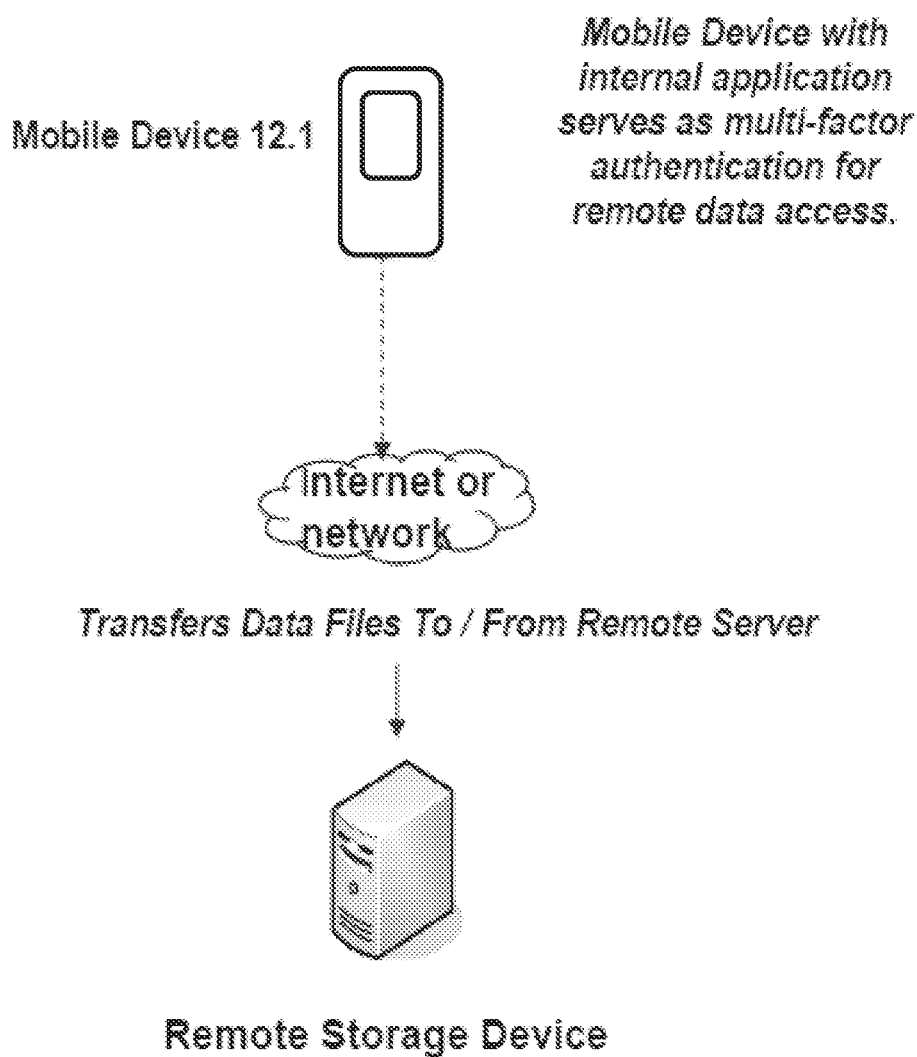 Mobile Device with
internal application
serves as multi-factor
authentication for
remote data access.
Mobile Device 12.1
Internet or
network
Transfers Data Files To / From Remote Server
Remote Storage Device